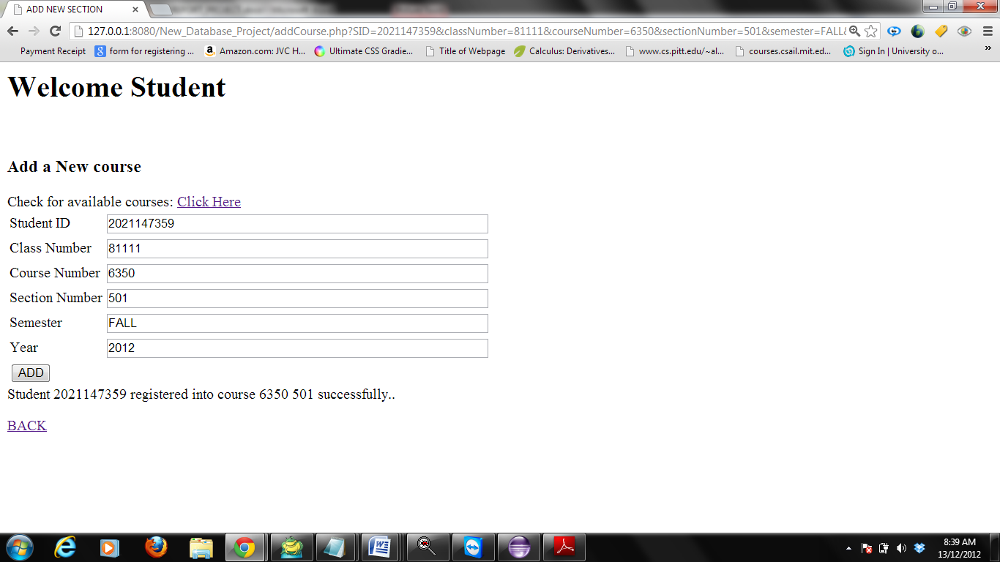 ADD NEW SECTION
127.0.0.1:8080/New_Database_Project/addCourse.php?SID=2021147359&classNumber=81111&courseNumber=6350&sectionNumber=501&semester=FALL&
Payment Receipt form for registering ... Amazon.com: JVC H... Ultimate CSS Gradie... Title of Webpage Calculus: Derivatives... www.cs.pitt.edu/~al... courses.csail.mit.ed... Sign In | University o... »
Welcome Student
Add a New course
Check for available courses: Click Here
Student ID 2021147359
Class Number 81111
Course Number 6350
Section Number 501
Semester FALL
Year 2012
ADD
Student 2021147359 registered into course 6350 501 successfully..
BACK
8:39 AM
13/12/2012